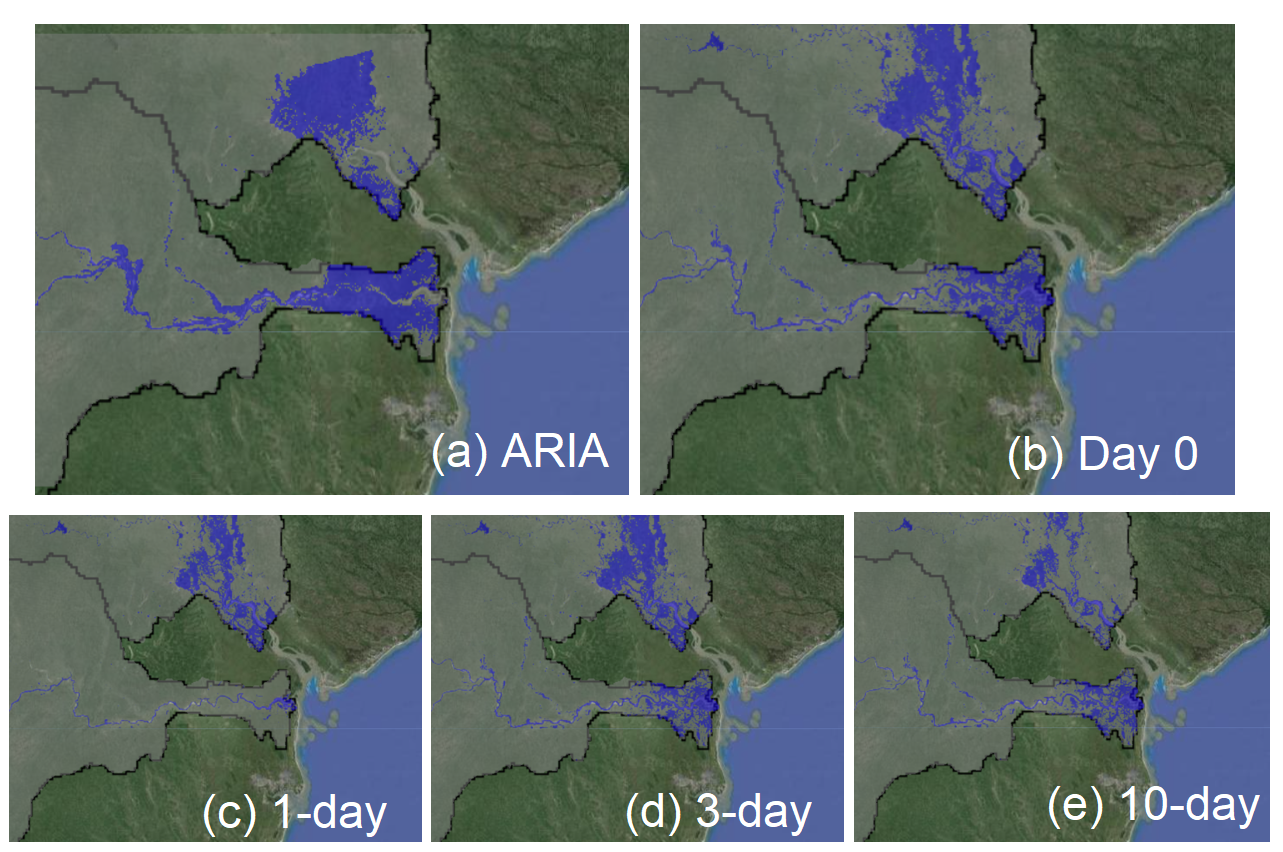 (a) ARIA
(b) Day 0
(c) 1-day
(d) 3-day
(e) 10-day